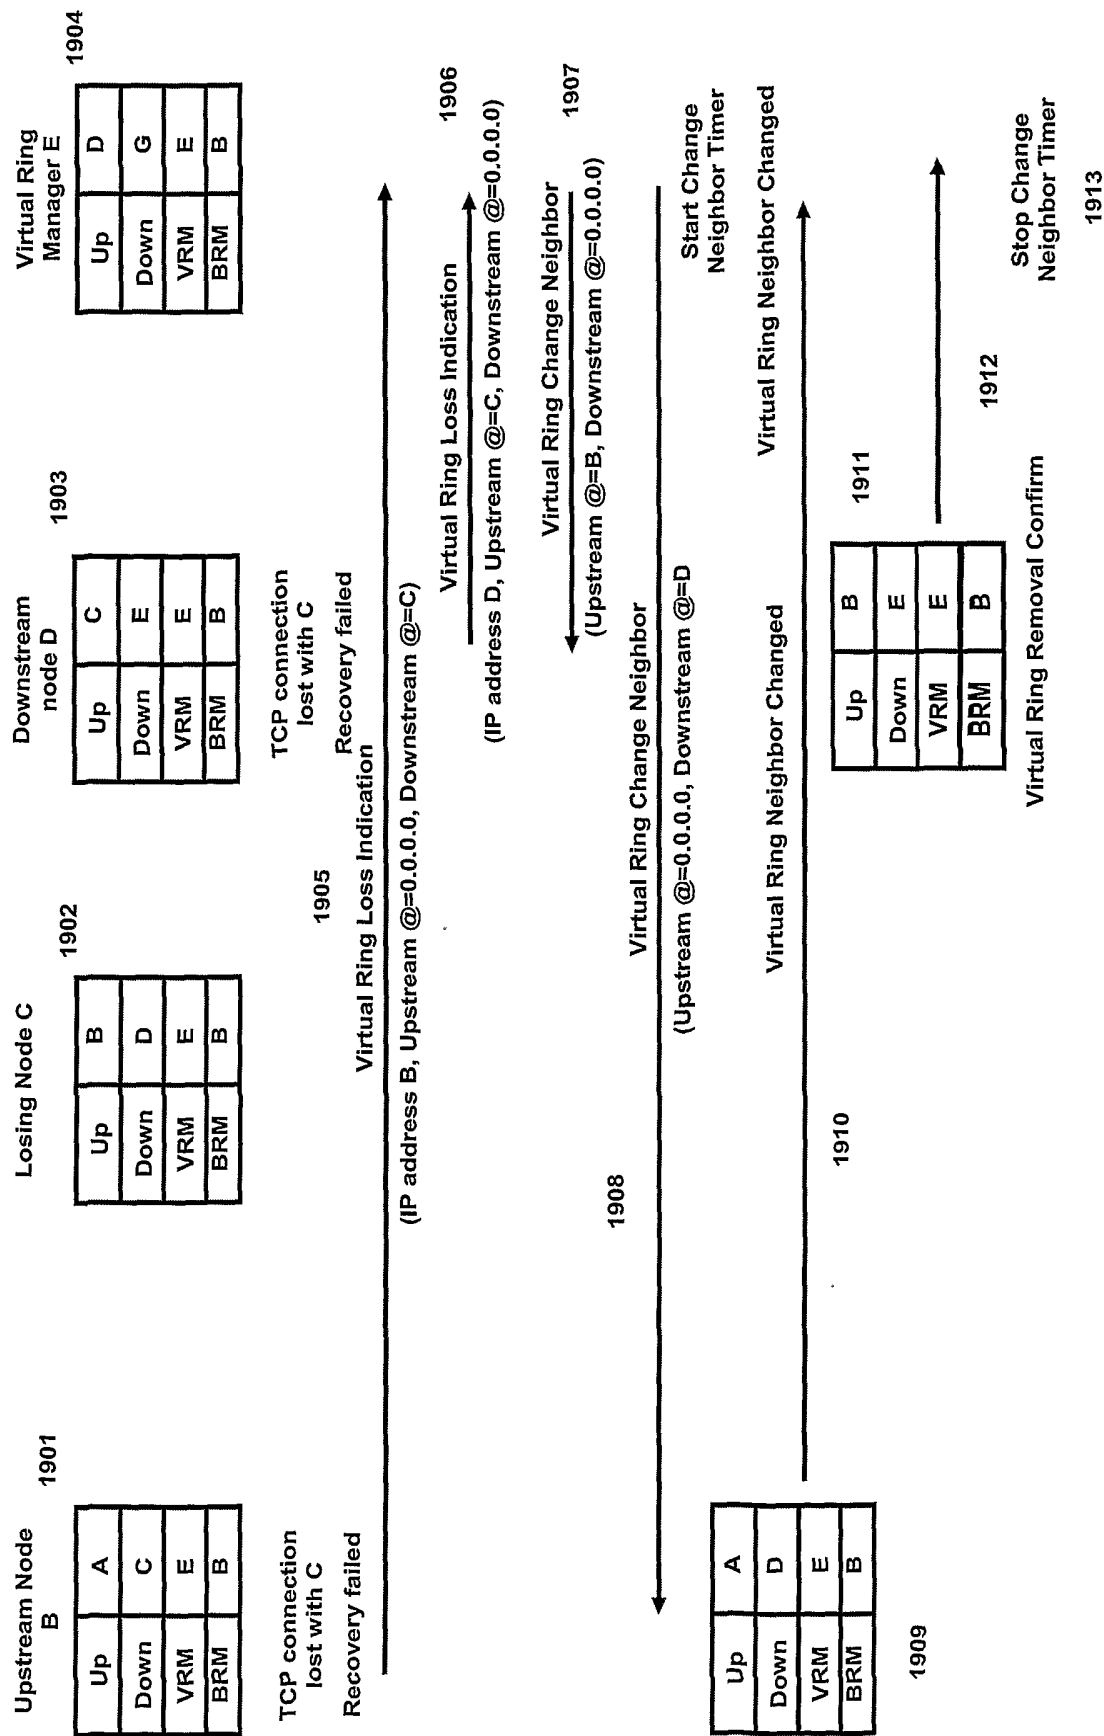 Upstream Node
B
1901
Up A
Down C
VRM E
BRM B
Losing Node C
1902
Up B
Down D
VRM E
BRM B
Downstream
node D
1903
Up C
Down E
VRM E
BRM B
Virtual Ring
Manager E
1904
Up D
Down G
VRM E
BRM B
TCP connection
lost with C
Recovery failed
TCP connection
lost with C
Recovery failed
1905
Virtual Ring Loss Indication
(IP address B, Upstream @=0.0.0.0, Downstream @=C)
Virtual Ring Loss Indication
1906
(IP address D, Upstream @=C, Downstream @=0.0.0.0)
Virtual Ring Change Neighbor
1907
(Upstream @=B, Downstream @=0.0.0.0)
1908
Virtual Ring Change Neighbor
(Upstream @=0.0.0.0, Downstream @=D
Start Change
Neighbor Timer
Up A
Down D
VRM E
BRM B
1909
Virtual Ring Neighbor Changed
Virtual Ring Neighbor Changed
1910
1911
Up B
Down E
VRM E
BRM B
1912
Virtual Ring Removal Confirm
Stop Change
Neighbor Timer
1913